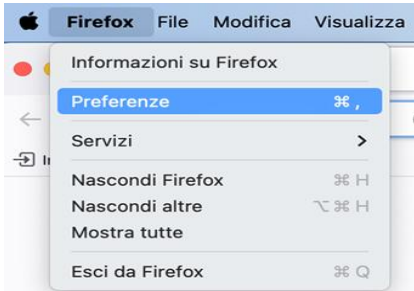 Firefox File Modifica Visualizza
Informazioni su Firefox
Preferenze ⌘ ,
Servizi >
Nascondi Firefox ⌘ H
Nascondi altre ⌥ ⌘ H
Mostra tutte
Esci da Firefox ⌘ Q